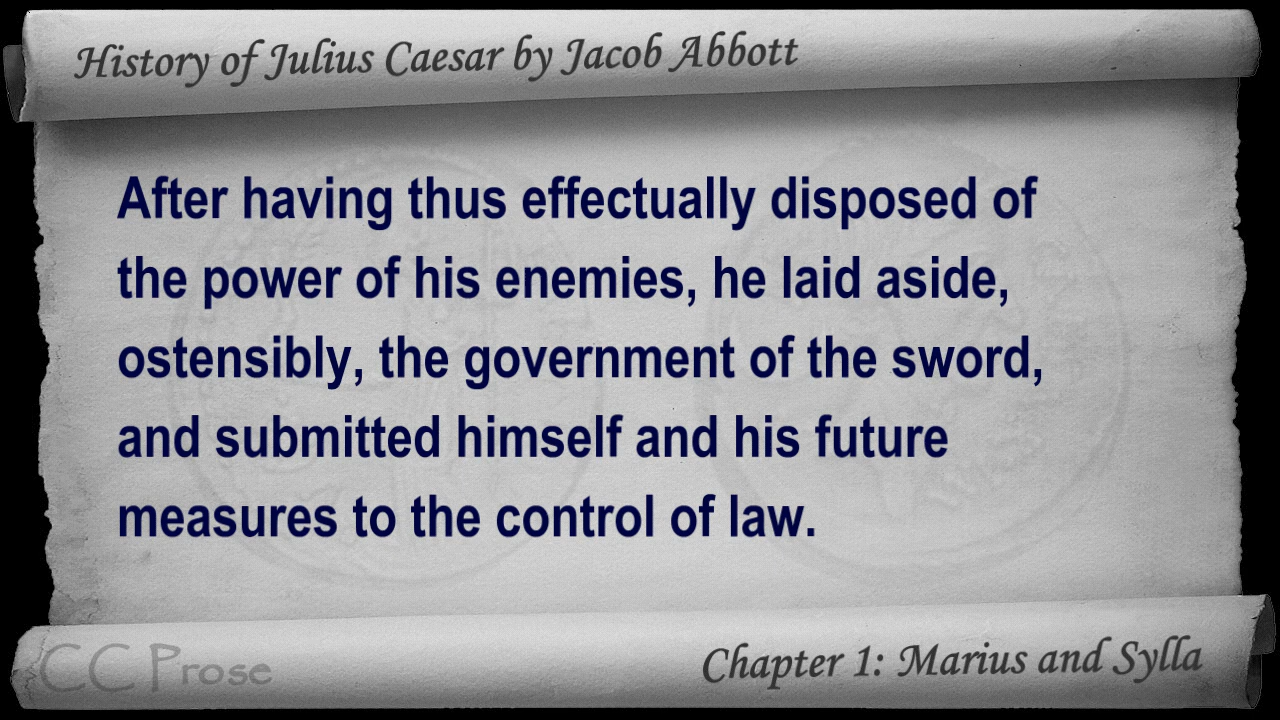 History of Julius Caesar by Jacob Abbott
After having thus effectually disposed of
the power of his enemies, he laid aside,
ostensibly, the government of the sword,
and submitted himself and his future
measures to the control of law.
CC Prose
Chapter 1: Marius and Sylla